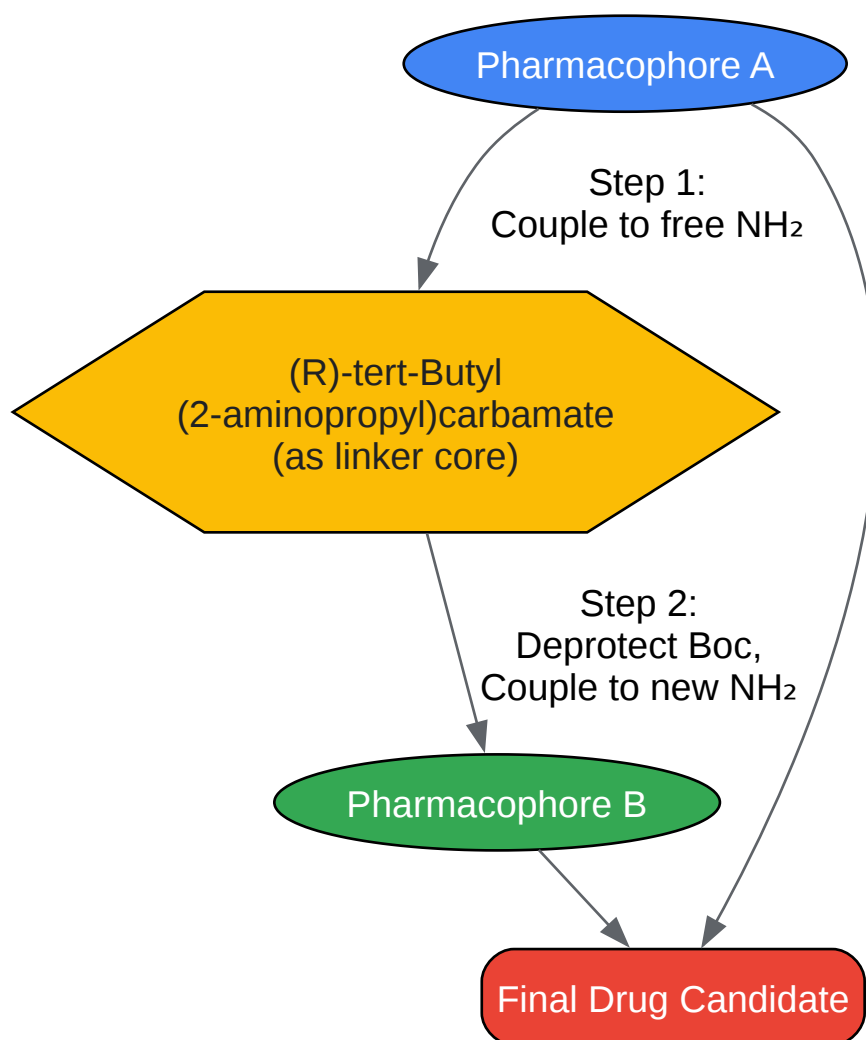 Pharmacophore A
Step 1:
Couple to free NH₂
(R)-tert-Butyl
(2-aminopropyl)carbamate
(as linker core)
Step 2:
Deprotect Boc,
Couple to new NH₂
Pharmacophore B
Final Drug Candidate